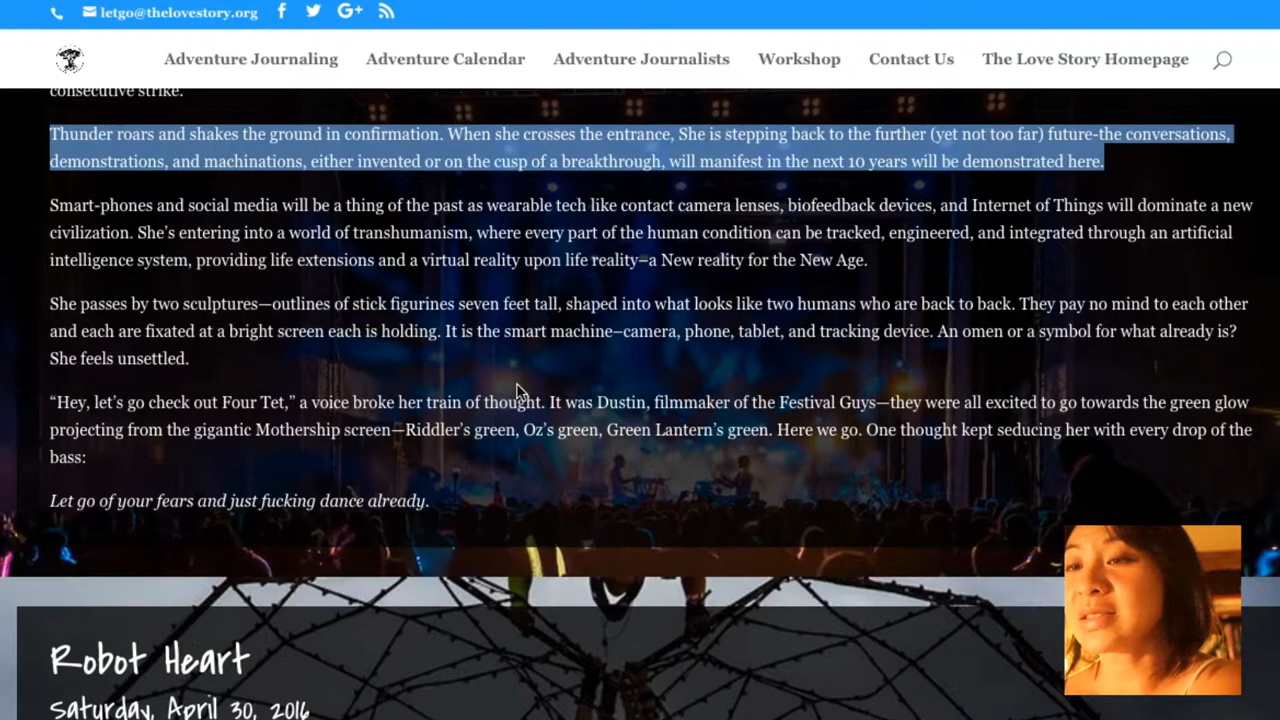 letgo@thelovestory.org
Adventure Journaling Adventure Calendar Adventure Journalists Workshop Contact Us The Love Story Homepage
consecutive strike.
Thunder roars and shakes the ground in confirmation. When she crosses the entrance, She is stepping back to the further (yet not too far) future-the conversations,
demonstrations, and machinations, either invented or on the cusp of a breakthrough, will manifest in the next 10 years will be demonstrated here.
Smart-phones and social media will be a thing of the past as wearable tech like contact camera lenses, biofeedback devices, and Internet of Things will dominate a new
civilization. She’s entering into a world of transhumanism, where every part of the human condition can be tracked, engineered, and integrated through an artificial
intelligence system, providing life extensions and a virtual reality upon life reality–a New reality for the New Age.
She passes by two sculptures—outlines of stick figurines seven feet tall, shaped into what looks like two humans who are back to back. They pay no mind to each other
and each are fixated at a bright screen each is holding. It is the smart machine–camera, phone, tablet, and tracking device. An omen or a symbol for what already is?
She feels unsettled.
“Hey, let’s go check out Four Tet,” a voice broke her train of thought. It was Dustin, filmmaker of the Festival Guys—they were all excited to go towards the green glow
projecting from the gigantic Mothership screen—Riddler’s green, Oz’s green, Green Lantern’s green. Here we go. One thought kept seducing her with every drop of the
bass:
Let go of your fears and just fucking dance already.
Robot Heart
Saturday, April 30, 2016